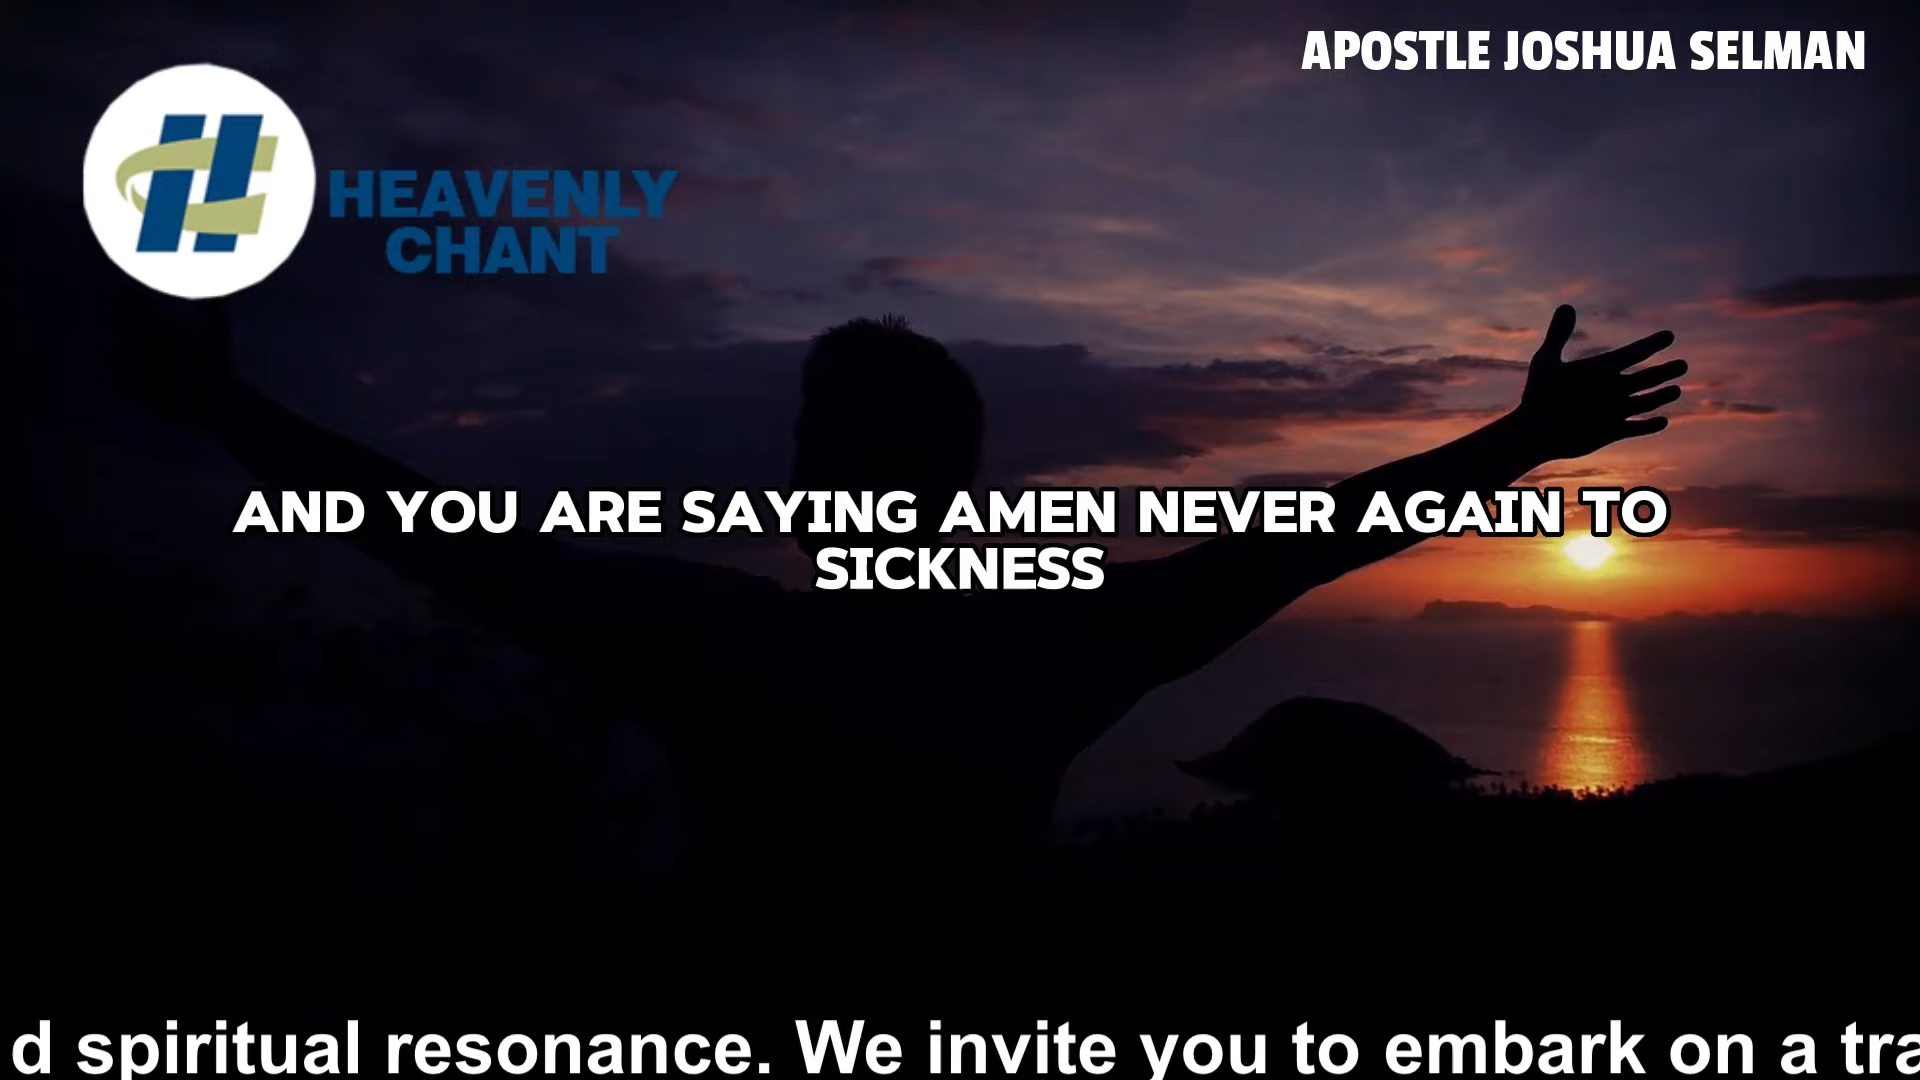 APOSTLE JOSHUA SELMAN
HEAVENLY
CHANT
AND YOU ARE SAYING AMEN NEVER AGAIN TO
SICKNESS
d spiritual resonance. We invite you to embark on a tra